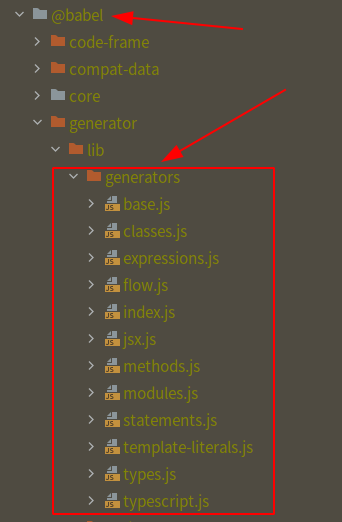 @babel
code-frame
compat-data
core
generator
lib
generators
base.js
classes.js
expressions.js
flow.js
index.js
jsx.js
methods.js
modules.js
statements.js
template-literals.js
types.js
typescript.js